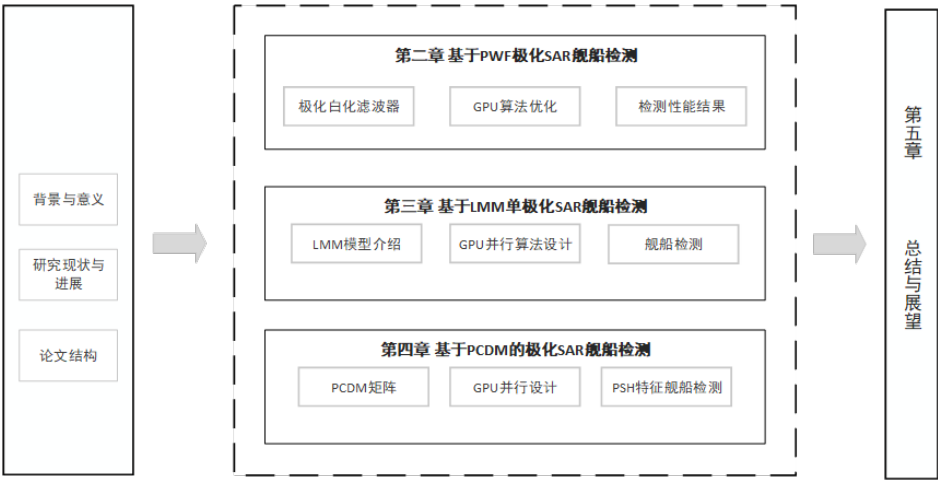 背景与意义
研究现状与
进展
论文结构
第二章 基于PWF极化SAR舰船检测
极化白化滤波器
GPU算法优化
检测性能结果
第三章 基于LMM单极化SAR舰船检测
LMM模型介绍
GPU并行算法设计
舰船检测
第四章 基于PCDM的极化SAR舰船检测
PCDM矩阵
GPU并行设计
PSH特征舰船检测
第五章 总结与展望